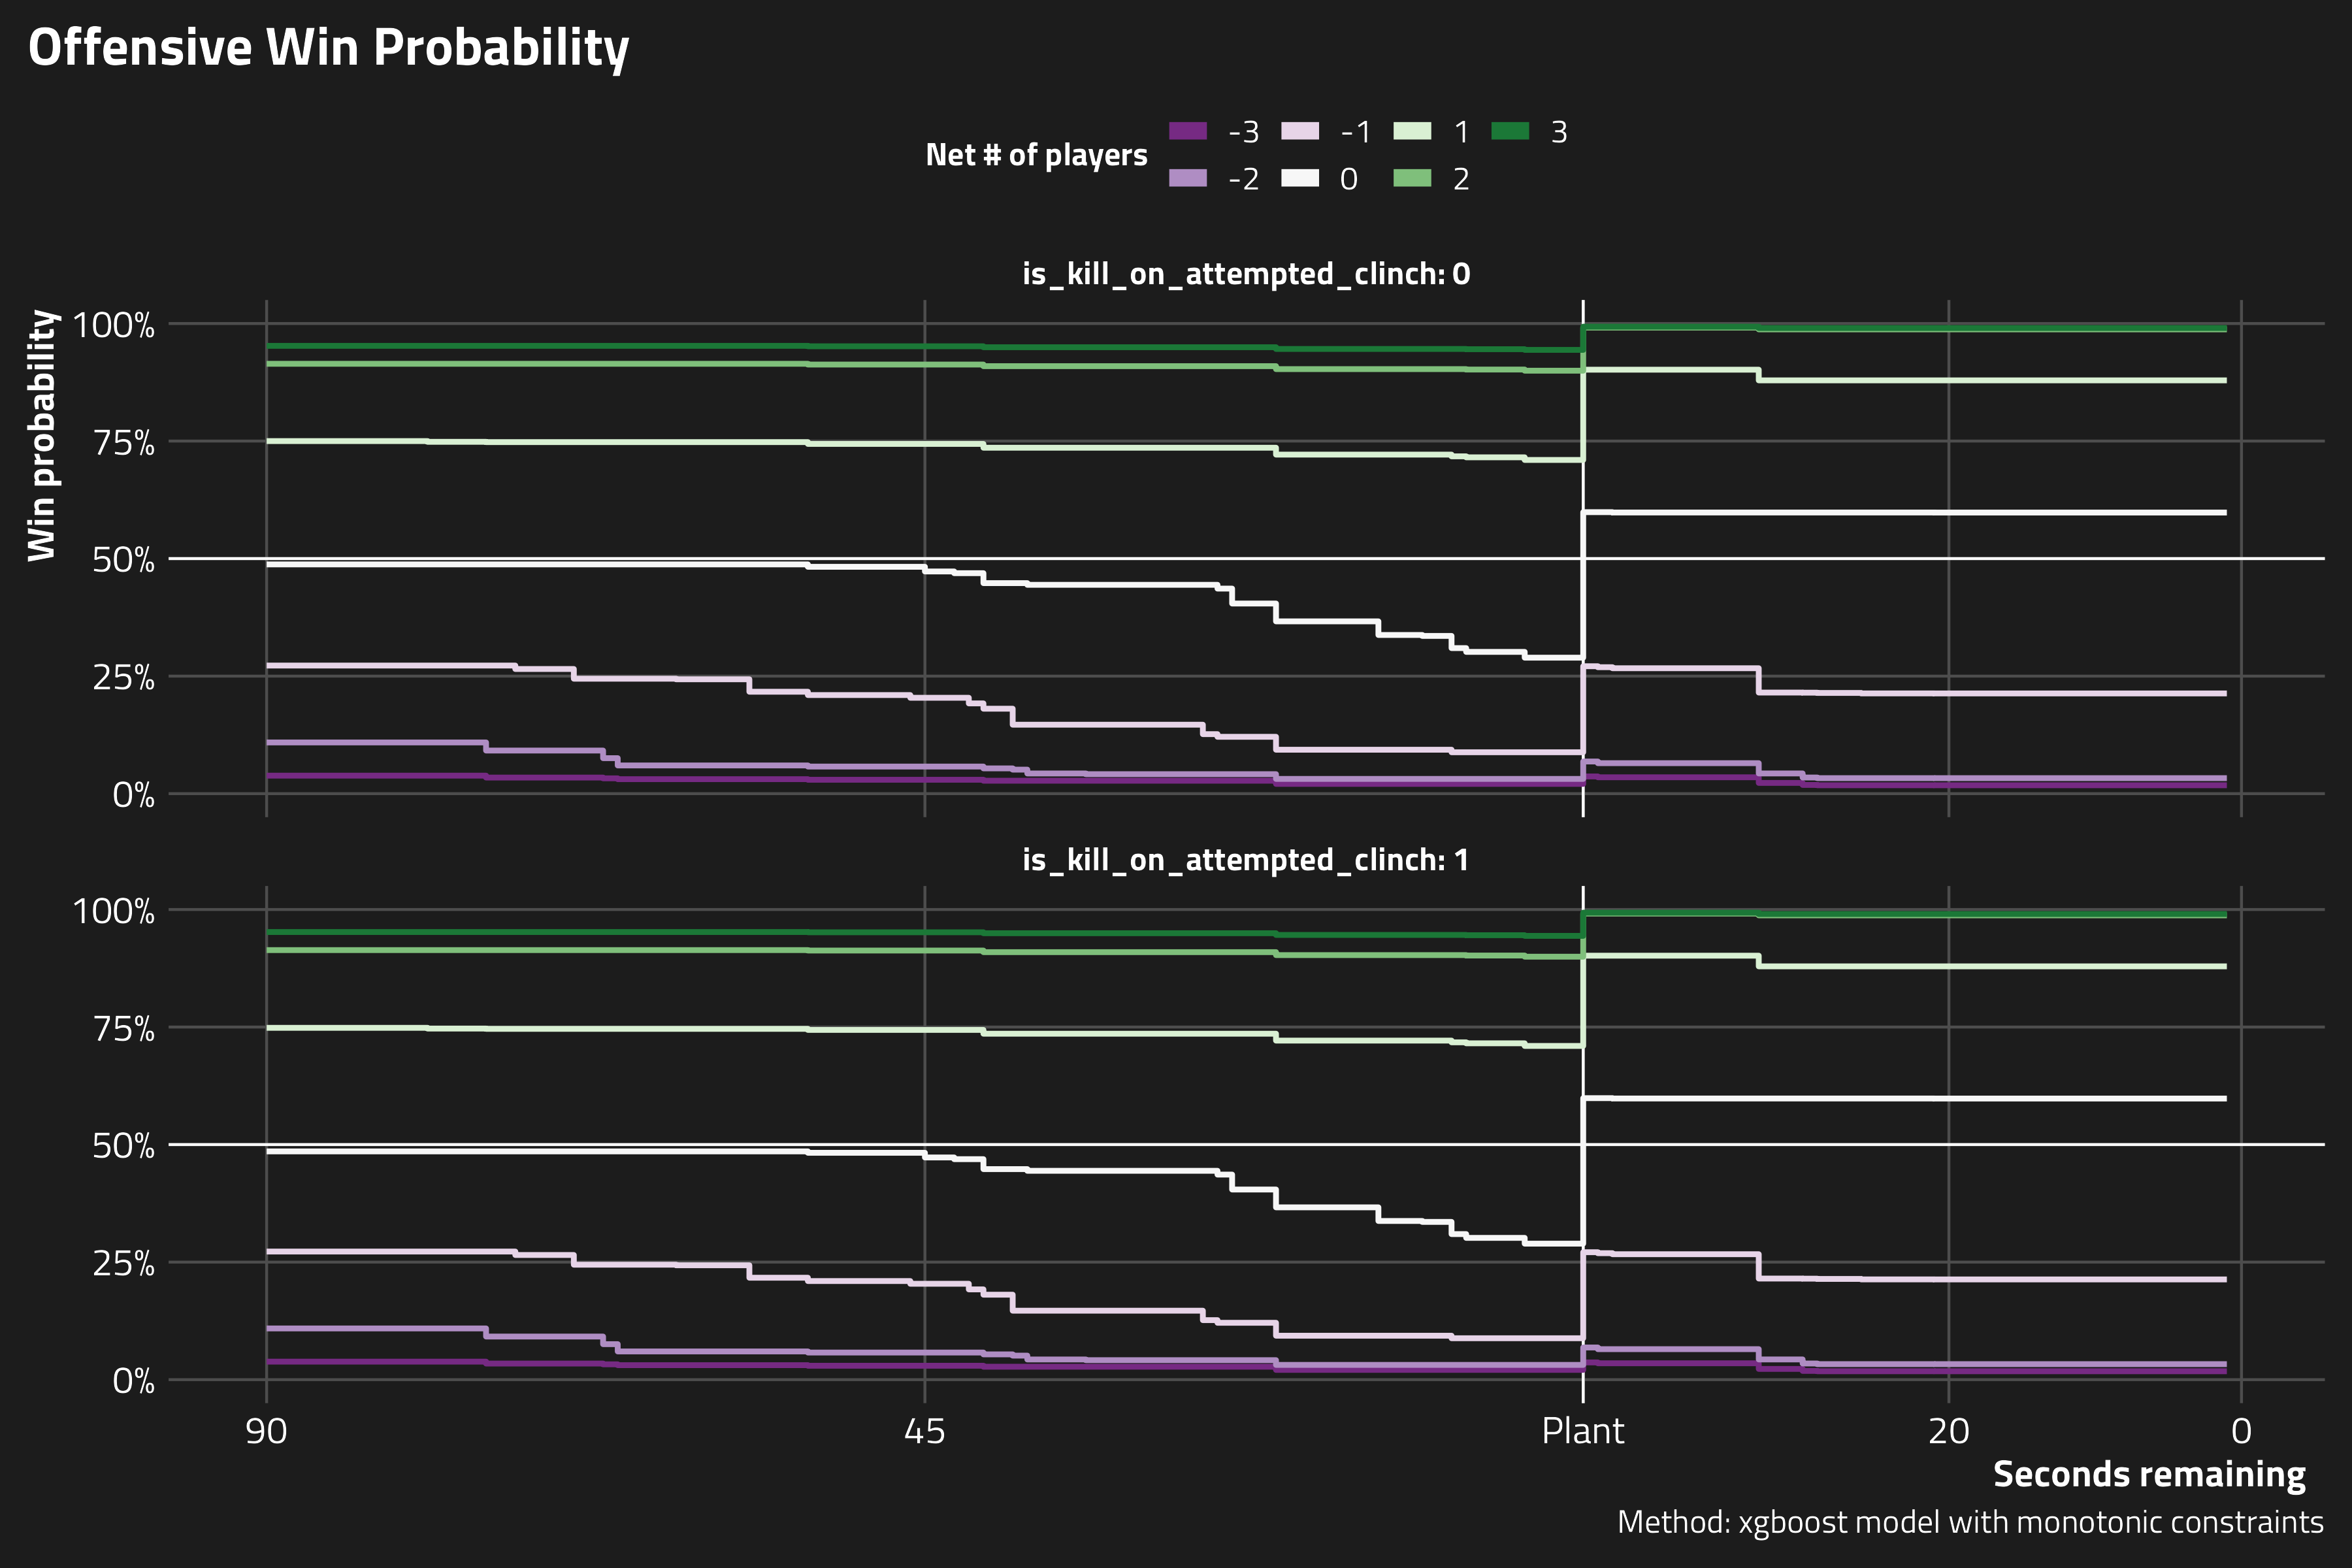 Offensive Win Probability
Net # of players
-3 -1 1 3
-2 0 2
is_kill_on_attempted_clinch: 0
Win probability
100%
75%
50%
25%
0%
is_kill_on_attempted_clinch: 1
100%
75%
50%
25%
0%
90 45 Plant 20 0
Seconds remaining
Method: xgboost model with monotonic constraints